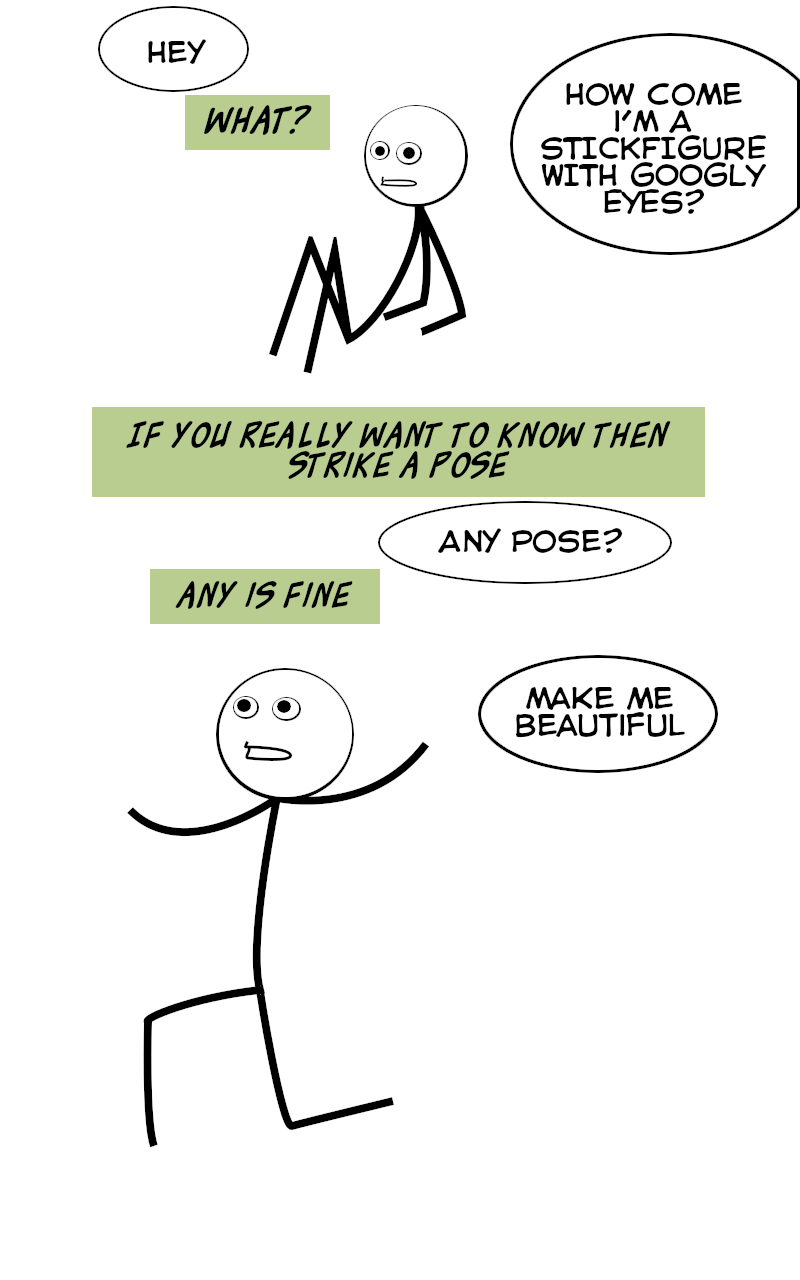 HEY
WHAT?
HOW COME
I'M A
STICKFIGURE
WITH GOOGLY
EYES?
IF YOU REALLY WANT TO KNOW THEN
STRIKE A POSE
ANY POSE?
ANY IS FINE
MAKE ME
BEAUTIFUL